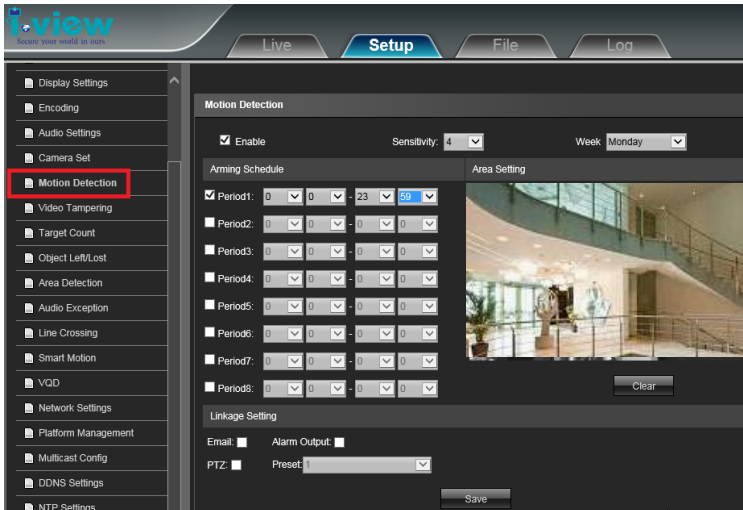 i-view
Secure your world in ours
Live Setup File Log
Display Settings
Encoding
Audio Settings
Camera Set
Motion Detection
Video Tampering
Target Count
Object Left/Lost
Area Detection
Audio Exception
Line Crossing
Smart Motion
VQD
Network Settings
Platform Management
Multicast Config
DDNS Settings
NTP Settings
Motion Detection
Enable Sensitivity: 4 Week Monday
Arming Schedule Area Setting
Period1: 0 0 - 23 59
Period2: 0 0 - 0 0
Period3: 0 0 - 0 0
Period4: 0 0 - 0 0
Period5: 0 0 - 0 0
Period6: 0 0 - 0 0
Period7: 0 0 - 0 0
Period8: 0 0 - 0 0
Clear
Linkage Setting
Email: Alarm Output:
PTZ: Preset: 1
Save